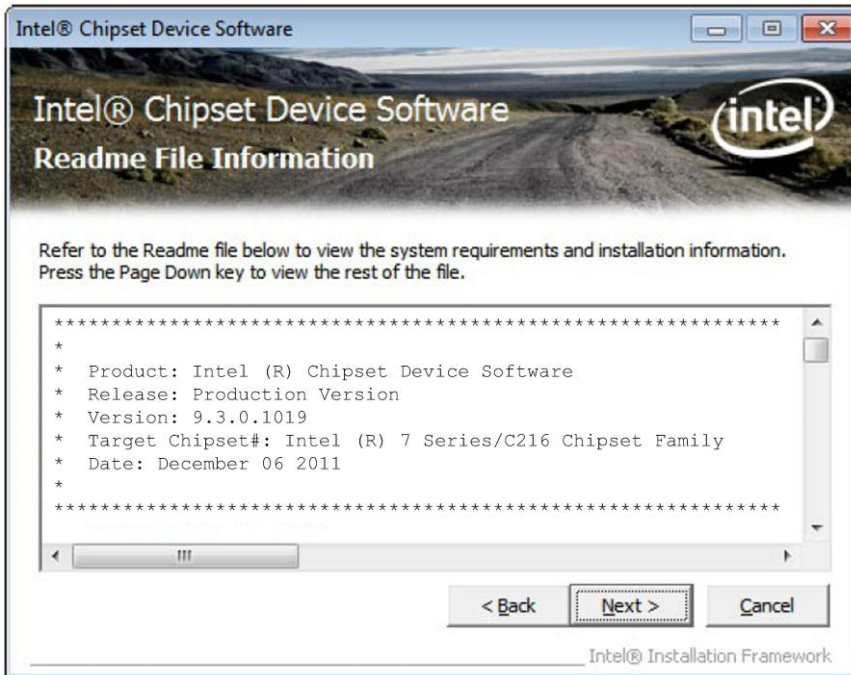 Intel® Chipset Device Software
Intel® Chipset Device Software
intel
Readme File Information
Refer to the Readme file below to view the system requirements and installation information.
Press the Page Down key to view the rest of the file.
***************************************************************
*
* Product: Intel (R) Chipset Device Software
* Release: Production Version
* Version: 9.3.0.1019
* Target Chipset#: Intel (R) 7 Series/C216 Chipset Family
* Date: December 06 2011
*
***************************************************************
< Back Next > Cancel
Intel® Installation Framework